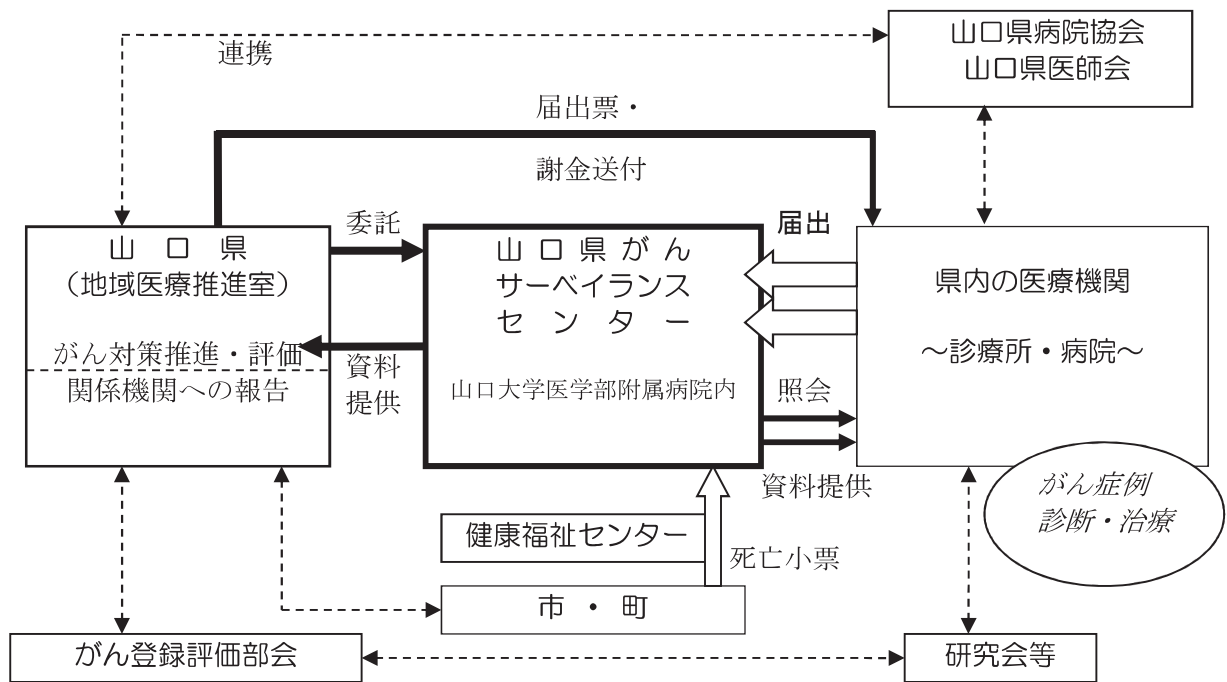 山口県病院協会
山口県医師会
連携
届出票・
謝金送付
委託
届出
山口県
（地域医療推進室）
がん対策推進・評価
関係機関への報告
山口県がん
サーベイランス
センター
山口大学医学部附属病院内
県内の医療機関
～診療所・病院～
資料
提供
照会
資料提供
がん症例
診断・治療
健康福祉センター
死亡小票
市・町
がん登録評価部会
研究会等